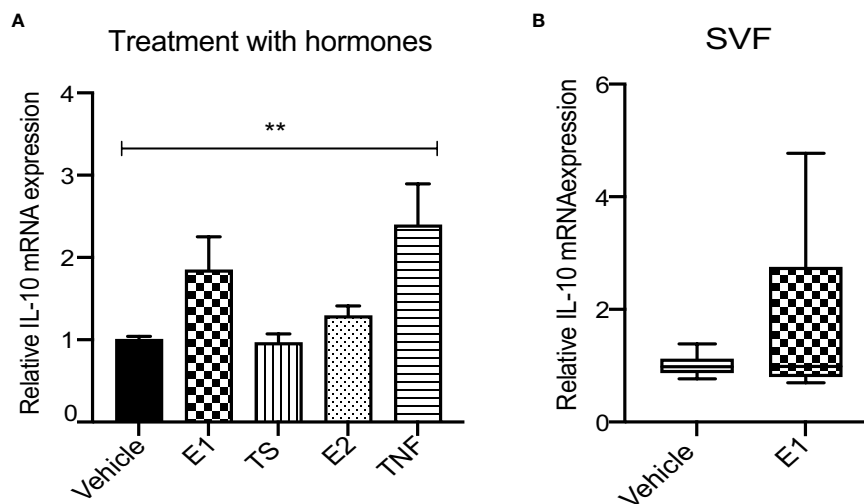 A
Treatment with hormones
Relative IL-10 mRNA expression
4
3
2
1
0
**
Vehicle
E1
TS
E2
TNF
B
SVF
Relative IL-10 mRNAexpression
6
4
2
0
Vehicle
E1